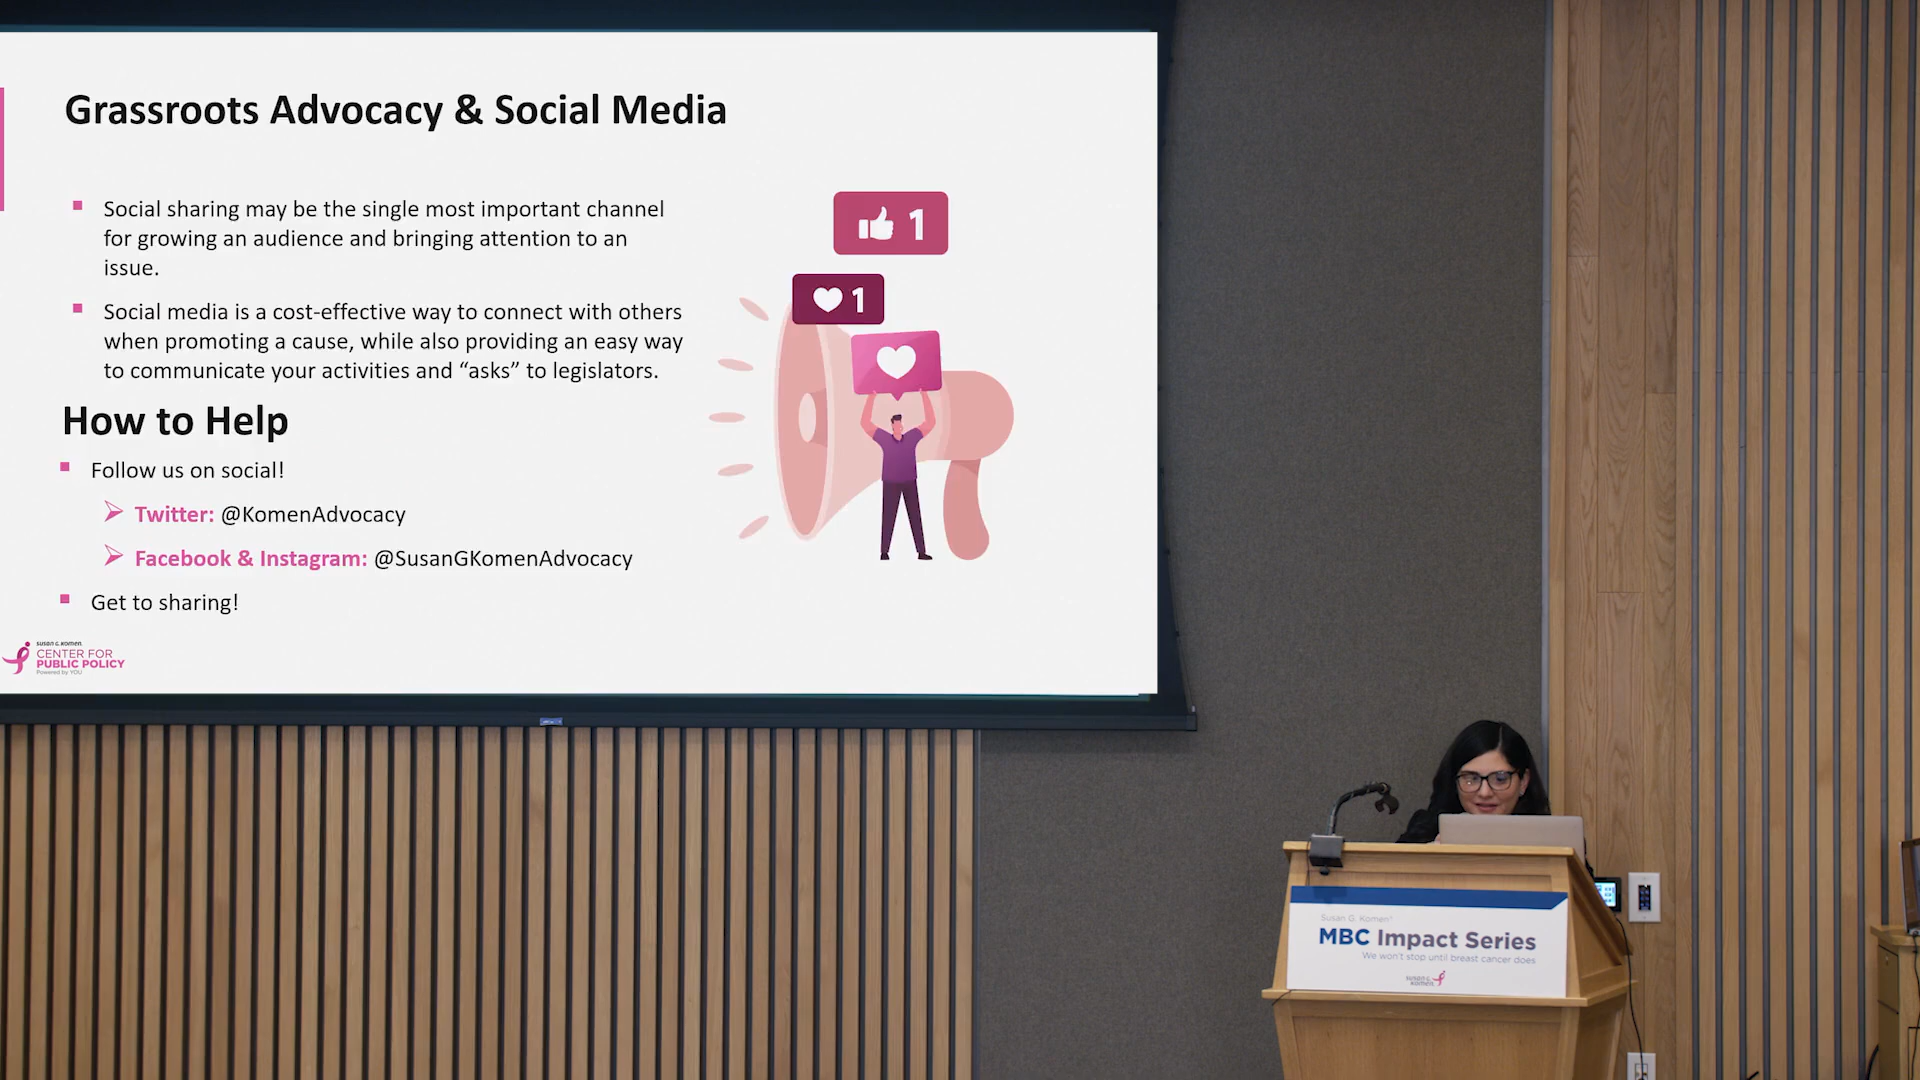 Grassroots Advocacy & Social Media
Social sharing may be the single most important channel
for growing an audience and bringing attention to an
issue.
Social media is a cost-effective way to connect with others
when promoting a cause, while also providing an easy way
to communicate your activities and “asks” to legislators.
How to Help
Follow us on social!
Twitter: @KomenAdvocacy
Facebook & Instagram: @SusanGKomenAdvocacy
Get to sharing!
1
1
susan G. Komen.
CENTER FOR
PUBLIC POLICY
Powered by YOU
Susan G. Komen®
MBC Impact Series
We won't stop until breast cancer does
susan G.
Komen.